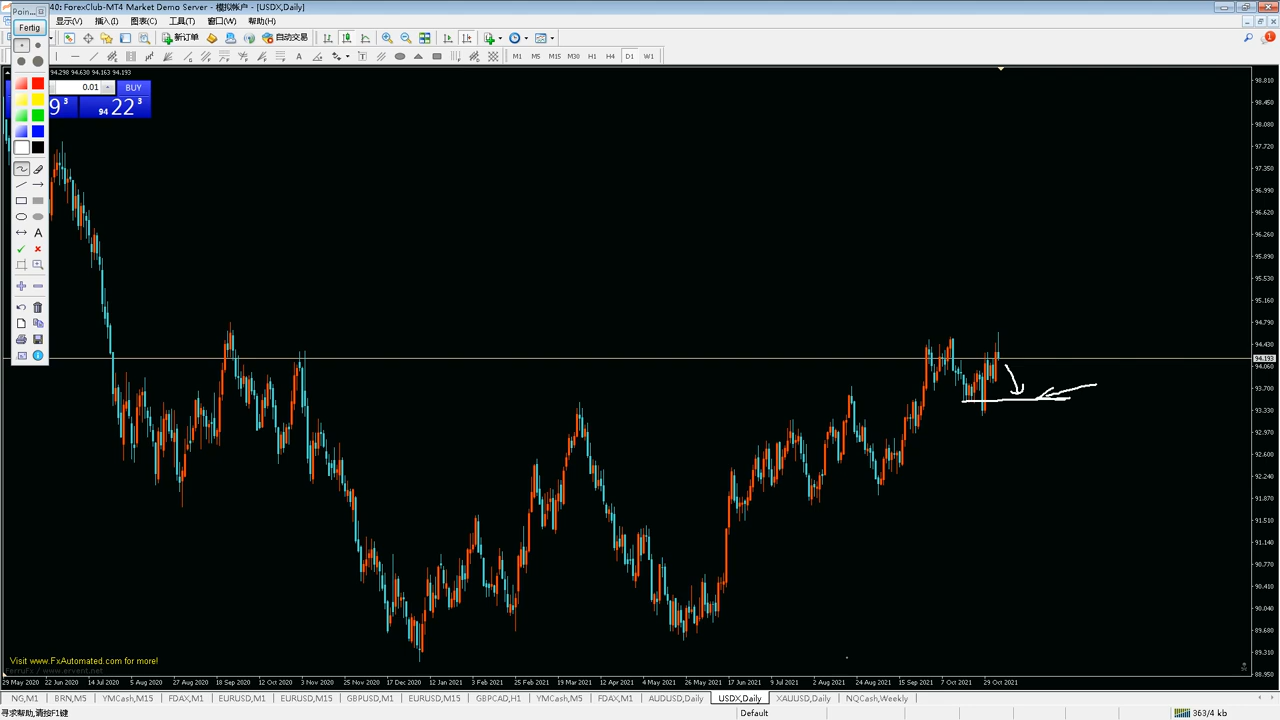 Poin...
40: ForexClub-MT4 Market Demo Server - 模拟帐户 - [USDX,Daily]
Fertig
显示(V) 插入(I) 图表(C) 工具(T) 窗口(W) 帮助(H)
新订单 自动交易 1
A M1 M5 M15 M30 H1 H4 D1 W1
94.298 94.630 94.163 94.193
0.01 BUY
9 3 94 22 3
A
98.810
98.450
98.080
97.720
97.350
96.990
96.620
96.260
95.890
95.530
95.160
94.790
94.430
94.193
94.060
93.700
93.330
92.970
92.600
92.240
91.870
91.510
91.140
90.770
90.410
90.040
89.680
89.310
88.950
Visit www.FxAutomated.com for more!
FerruFx / www.ervent.net
29 May 2020 22 Jun 2020 14 Jul 2020 5 Aug 2020 27 Aug 2020 18 Sep 2020 12 Oct 2020 3 Nov 2020 25 Nov 2020 17 Dec 2020 12 Jan 2021 3 Feb 2021 25 Feb 2021 19 Mar 2021 12 Apr 2021 4 May 2021 26 May 2021 17 Jun 2021 9 Jul 2021 2 Aug 2021 24 Aug 2021 15 Sep 2021 7 Oct 2021 29 Oct 2021
NG,M1 BRN,M5 YMCash,M15 FDAX,M1 EURUSD,M1 EURUSD,M15 GBPUSD,M1 EURUSD,M15 GBPCAD,H1 YMCash,M5 FDAX,M1 AUDUSD,Daily USDX,Daily XAUUSD,Daily NQCash,Weekly
寻求帮助,请按F1键 Default 363/4 kb